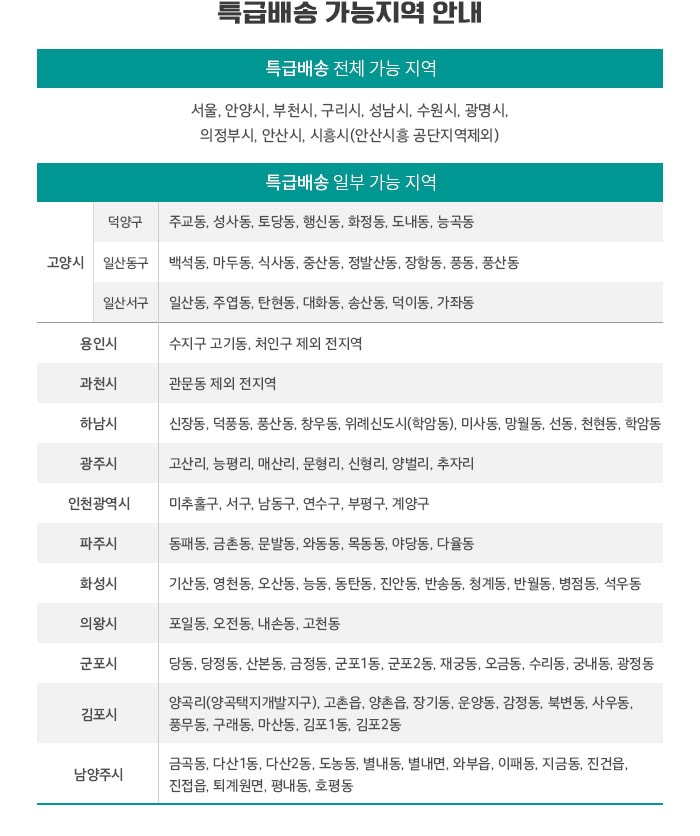 특급배송 가능지역 안내
특급배송 전체 가능 지역
서울, 안양시, 부천시, 구리시, 성남시, 수원시, 광명시,
의정부시, 안산시, 시흥시(안산시흥 공단지역제외)
특급배송 일부 가능 지역
고양시
덕양구 주교동, 성사동, 토당동, 행신동, 화정동, 도내동, 능곡동
일산동구 백석동, 마두동, 식사동, 중산동, 정발산동, 장항동, 풍동, 풍산동
일산서구 일산동, 주엽동, 탄현동, 대화동, 송산동, 덕이동, 가좌동
용인시 수지구 고기동, 처인구 제외 전지역
과천시 관문동 제외 전지역
하남시 신장동, 덕풍동, 풍산동, 창우동, 위례신도시(학암동), 미사동, 망월동, 선동, 천현동, 학암동
광주시 고산리, 능평리, 매산리, 문형리, 신형리, 양벌리, 추자리
인천광역시 미추홀구, 서구, 남동구, 연수구, 부평구, 계양구
파주시 동패동, 금촌동, 문발동, 와동동, 목동동, 야당동, 다율동
화성시 기산동, 영천동, 오산동, 능동, 동탄동, 진안동, 반송동, 청계동, 반월동, 병점동, 석우동
의왕시 포일동, 오전동, 내손동, 고천동
군포시 당동, 당정동, 산본동, 금정동, 군포1동, 군포2동, 재궁동, 오금동, 수리동, 궁내동, 광정동
김포시 양곡리(양곡택지개발지구), 고촌읍, 양촌읍, 장기동, 운양동, 감정동, 북변동, 사우동,
풍무동, 구래동, 마산동, 김포1동, 김포2동
남양주시 금곡동, 다산1동, 다산2동, 도농동, 별내동, 별내면, 와부읍, 이패동, 지금동, 진건읍,
진접읍, 퇴계원면, 평내동, 호평동